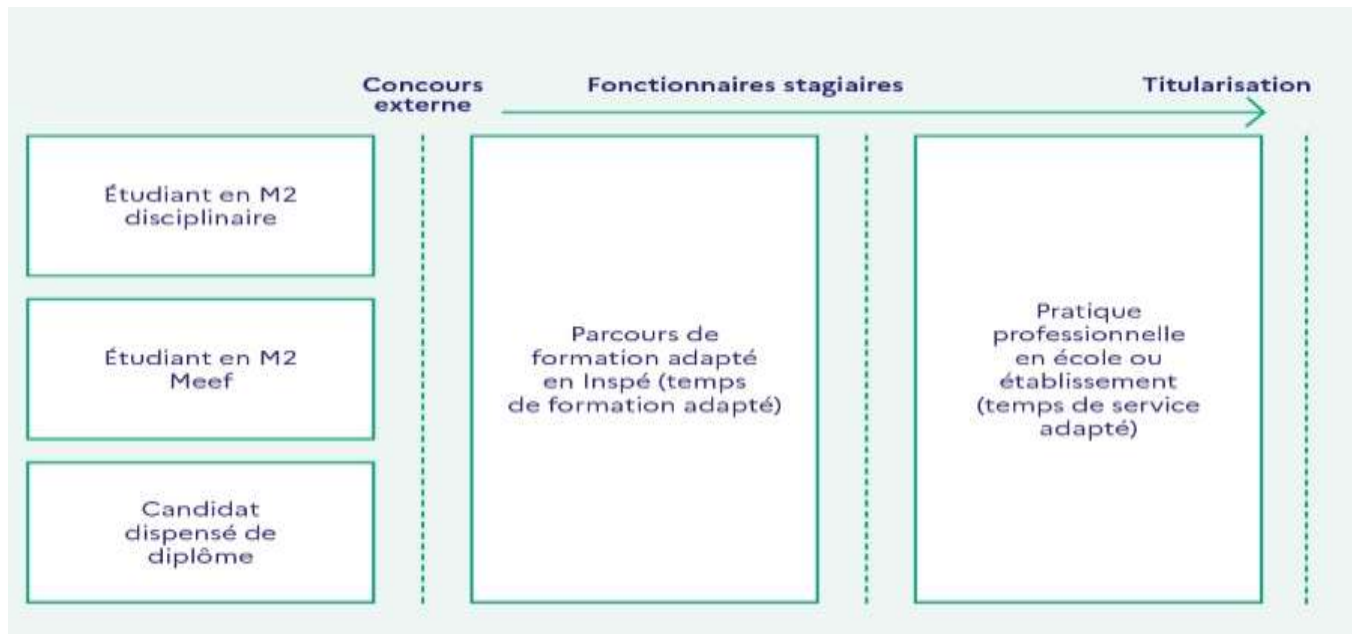 Concours
externe
Fonctionnaires stagiaires
Titularisation
Étudiant en M2
disciplinaire
Étudiant en M2
Meef
Candidat
dispensé de
diplôme
Parcours de
formation adapté
en Inspé (temps
de formation adapté)
Pratique
professionnelle
en école ou
établissement
(temps de service
adapté)